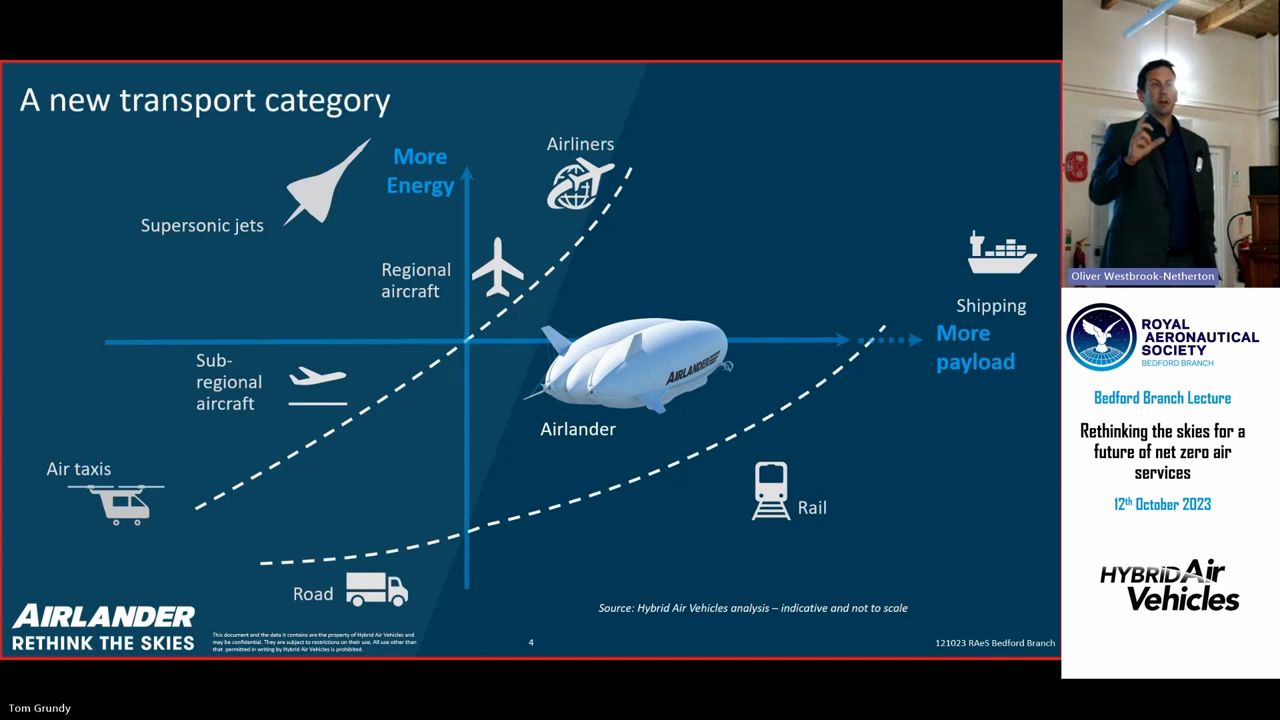 A new transport category
More
Energy
Airliners
Supersonic jets
Regional
aircraft
Shipping
More
payload
Sub-
regional
aircraft
AIRLANDER
Airlander
Air taxis
Rail
Road
Source: Hybrid Air Vehicles analysis – indicative and not to scale
AIRLANDER
RETHINK THE SKIES
This document and the data it contains are the property of Hybrid Air Vehicles and
may be confidential. They are subject to restrictions on their use. All use other than
that permitted in writing by Hybrid Air Vehicles is prohibited.
4
121023 RAeS Bedford Branch
Oliver Westbrook-Netherton
ROYAL
AERONAUTICAL
SOCIETY
BEDFORD BRANCH
Bedford Branch Lecture
Rethinking the skies for a
future of net zero air
services
12th October 2023
HYBRID Air
Vehicles
Tom Grundy